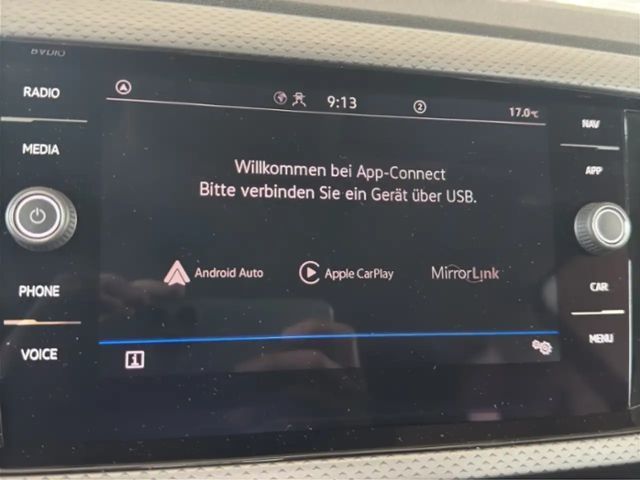 RADIO
9:13
2
17.0°C
NAV
MEDIA
APP
Willkommen bei App-Connect
Bitte verbinden Sie ein Gerät über USB.
Android Auto
Apple CarPlay
MirrorLink
PHONE
CAR
VOICE
MENU
i